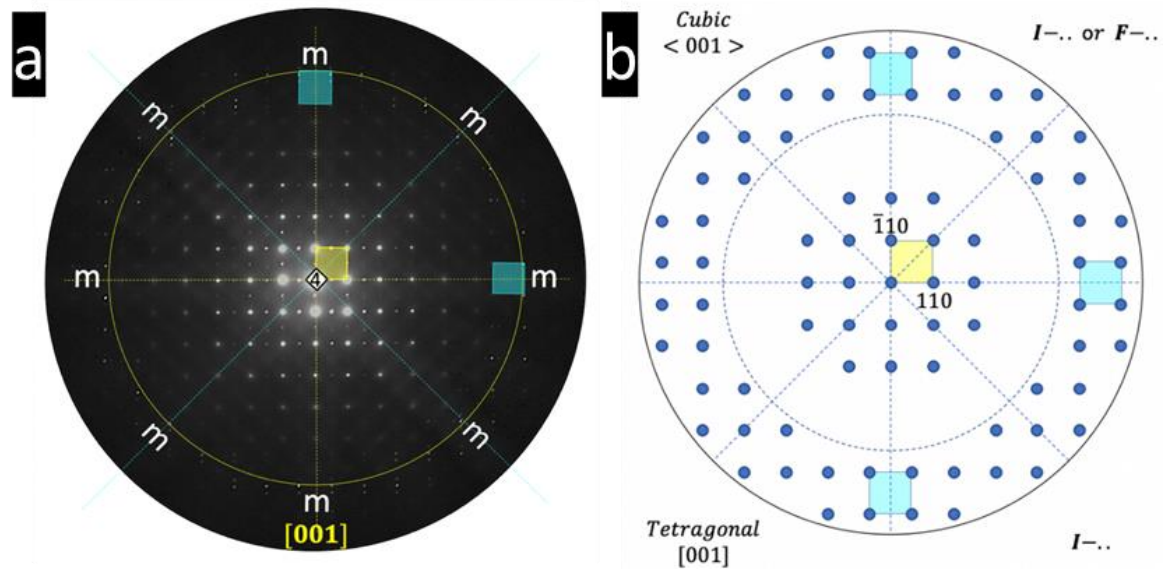 a
m
m
m
m
4
m
m
m
m
[001]
b
Cubic
< 001 >
I−.. or F−..
1̅10
110
Tetragonal
[001]
I−..